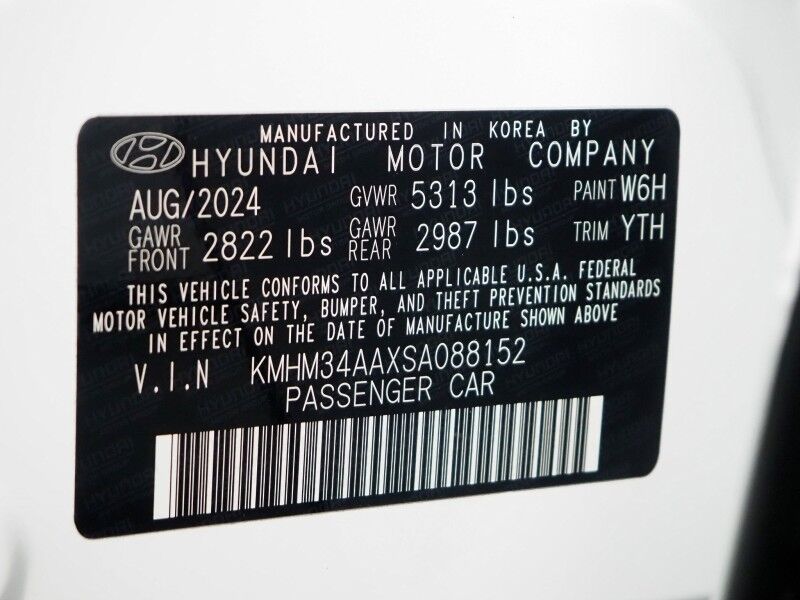 MANUFACTURED IN KOREA BY
HYUNDAI MOTOR COMPANY
AUG/2024 GVWR 5313 lbs PAINT W6H
GAWR FRONT 2822 lbs GAWR REAR 2987 lbs TRIM YTH
THIS VEHICLE CONFORMS TO ALL APPLICABLE U.S.A. FEDERAL
MOTOR VEHICLE SAFETY, BUMPER, AND THEFT PREVENTION STANDARDS
IN EFFECT ON THE DATE OF MANUFACTURE SHOWN ABOVE
V.I.N KMHM34AAXSA088152
PASSENGER CAR